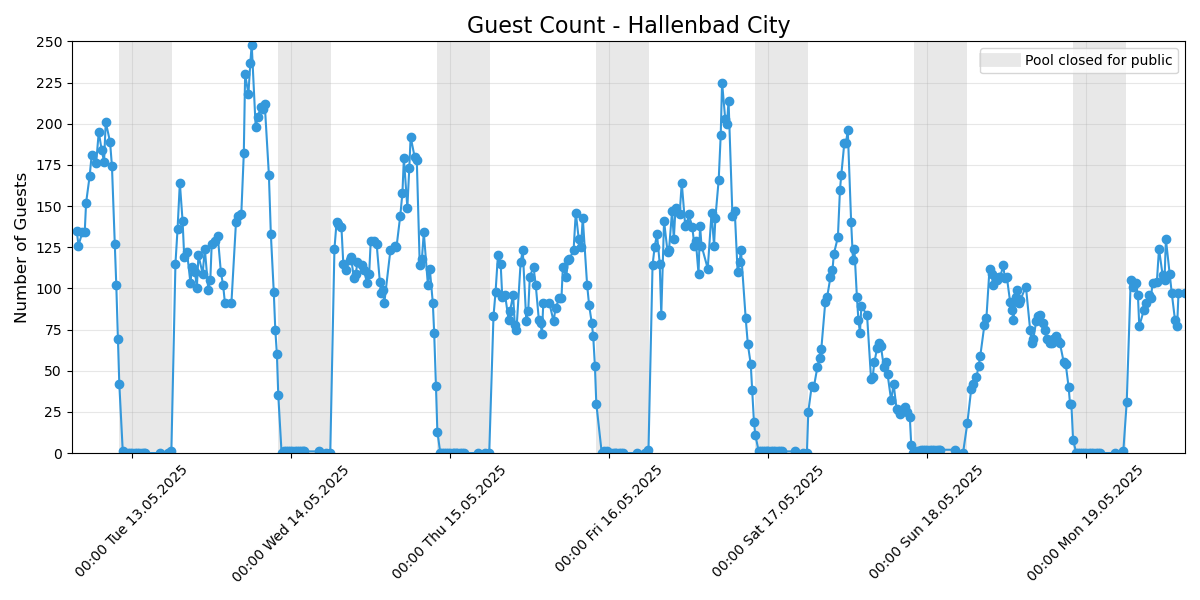 Guest Count - Hallenbad City
Pool closed for public
Number of Guests
250
225
200
175
150
125
100
75
50
25
0
00:00 Tue 13.05.2025
00:00 Wed 14.05.2025
00:00 Thu 15.05.2025
00:00 Fri 16.05.2025
00:00 Sat 17.05.2025
00:00 Sun 18.05.2025
00:00 Mon 19.05.2025